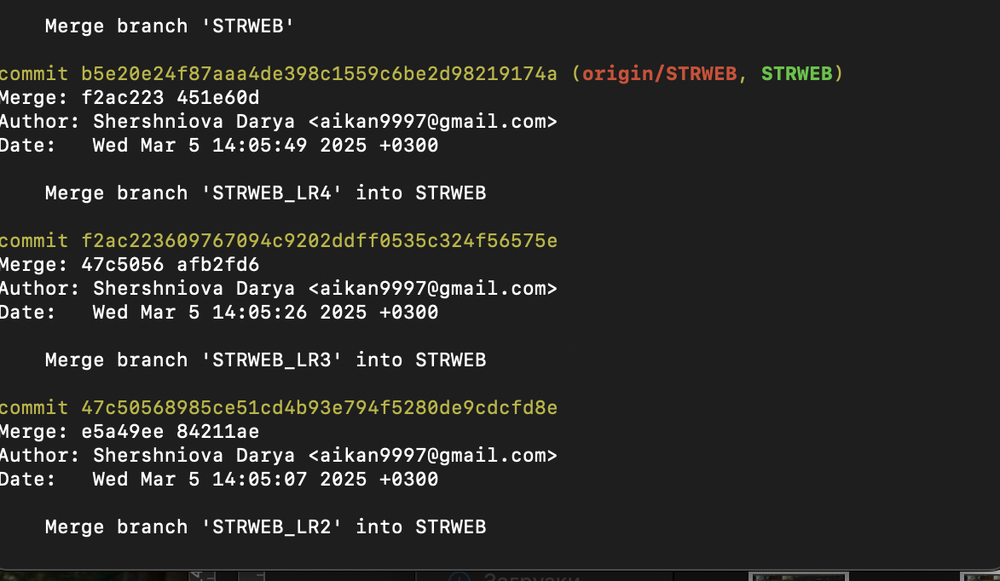 Merge branch 'STRWEB'
commit b5e20e24f87aaa4de398c1559c6be2d98219174a (origin/STRWEB, STRWEB)
Merge: f2ac223 451e60d
Author: Shershniova Darya <aikan9997@gmail.com>
Date:   Wed Mar 5 14:05:49 2025 +0300
Merge branch 'STRWEB_LR4' into STRWEB
commit f2ac223609767094c9202ddff0535c324f56575e
Merge: 47c5056 afb2fd6
Author: Shershniova Darya <aikan9997@gmail.com>
Date:   Wed Mar 5 14:05:26 2025 +0300
Merge branch 'STRWEB_LR3' into STRWEB
commit 47c50568985ce51cd4b93e794f5280de9cdcfd8e
Merge: e5a49ee 84211ae
Author: Shershniova Darya <aikan9997@gmail.com>
Date:   Wed Mar 5 14:05:07 2025 +0300
Merge branch 'STRWEB_LR2' into STRWEB
Загрузки